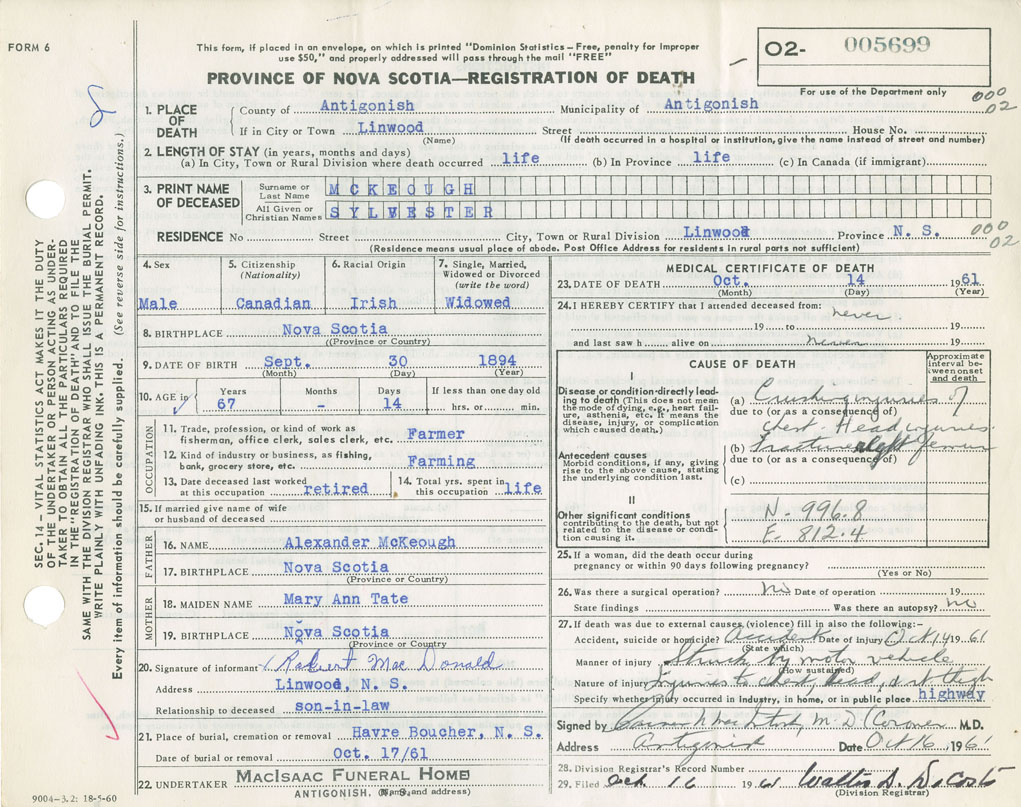 FORM 6
This form, if placed in an envelope, on which is printed "Dominion Statistics – Free, penalty for improper
use $50," and properly addressed will pass through the mail "FREE"
PROVINCE OF NOVA SCOTIA—REGISTRATION OF DEATH
O2- 005699
For use of the Department only
000
02
SEC. 14 – VITAL STATISTICS ACT MAKES IT THE DUTY
OF THE UNDERTAKER OR PERSON ACTING AS UNDER-
TAKER TO OBTAIN ALL THE PARTICULARS REQUIRED
IN THE "REGISTRATION OF DEATH" AND TO FILE THE
SAME WITH THE DIVISION REGISTRAR WHO SHALL ISSUE THE BURIAL PERMIT.
WRITE PLAINLY WITH UNFADING INK. THIS IS A PERMANENT RECORD.
Every item of information should be carefully supplied. (See reverse side for instructions.)
1. PLACE OF DEATH County of Antigonish Municipality of Antigonish
If in City or Town Linwood Street House No.
(Name) (If death occurred in a hospital or institution, give the name instead of street and number)
2. LENGTH OF STAY (in years, months and days)
(a) In City, Town or Rural Division where death occurred life (b) In Province life (c) In Canada (if immigrant)
3. PRINT NAME OF DECEASED Surname or Last Name MCKEOUGH
All Given or Christian Names SYLVESTER
RESIDENCE No Street City, Town or Rural Division Linwood Province N. S. 000
02
(Residence means usual place of abode. Post Office Address for residents in rural parts not sufficient)
4. Sex Male
5. Citizenship (Nationality) Canadian
6. Racial Origin Irish
7. Single, Married, Widowed or Divorced (write the word) Widowed
8. BIRTHPLACE Nova Scotia
((Province or Country)
9. DATE OF BIRTH Sept. 30 1894
(Month) (Day) (Year)
10. AGE in Years 67 Months - Days 14 If less than one day old hrs. or min.
OCCUPATION
11. Trade, profession, or kind of work as fisherman, office clerk, sales clerk, etc. Farmer
12. Kind of industry or business, as fishing, bank, grocery store, etc. Farming
13. Date deceased last worked at this occupation retired
14. Total yrs. spent in this occupation life
15. If married give name of wife or husband of deceased
FATHER
16. NAME Alexander McKeough
17. BIRTHPLACE Nova Scotia
(Province or Country)
MOTHER
18. MAIDEN NAME Mary Ann Tate
19. BIRTHPLACE Nova Scotia
(Province or Country
20. Signature of informant Robert Mac Donald
Address Linwood, N. S.
Relationship to deceased son-in-law
21. Place of burial, cremation or removal Havre Boucher, N. S.
Date of burial or removal Oct. 17/61
22. UNDERTAKER MACISAAC FUNERAL HOME
ANTIGONISH, N. S. and address)
9004–3.2: 18-5-60
MEDICAL CERTIFICATE OF DEATH
23. DATE OF DEATH Oct. 14 1961
(Month) (Day) (Year)
24. I HEREBY CERTIFY that I attended deceased from: never
19 to 19
and last saw h alive on never 19
CAUSE OF DEATH
Approximate interval between onset and death
I
Disease or condition directly leading to death (This does not mean the mode of dying, e.g., heart failure, asthenia, etc. It means the disease, injury, or complication which caused death.)
(a) Crushing injuries of
due to (or as a consequence of)
chest. Head injuries.
Antecedent causes
Morbid conditions, if any, giving rise to the above cause, stating the underlying condition last.
(b) Fracture left femur
due to (or as a consequence of)
(c)
II
Other significant conditions contributing to the death, but not related to the disease or condition causing it.
N. 996.8
E. 812.4
25. If a woman, did the death occur during
pregnancy or within 90 days following pregnancy?
(Yes or No)
26. Was there a surgical operation? No Date of operation 19
State findings Was there an autopsy? No
27. If death was due to external causes (violence) fill in also the following:–
Accident, suicide or homicide? Accident Date of injury Oct 14 1961
(State which)
Manner of injury Struck by motor vehicle
(How sustained)
Nature of injury Injuries to chest, head, left thigh
Specify whether injury occurred in industry, in home, or in public place highway
Signed by M. D. (Coroner M.D.
Address Antigonish Date Oct 16 1961
28. Division Registrar's Record Number
29. Filed Oct. 16 1961 Walter D. DeCoste
(Division Registrar)